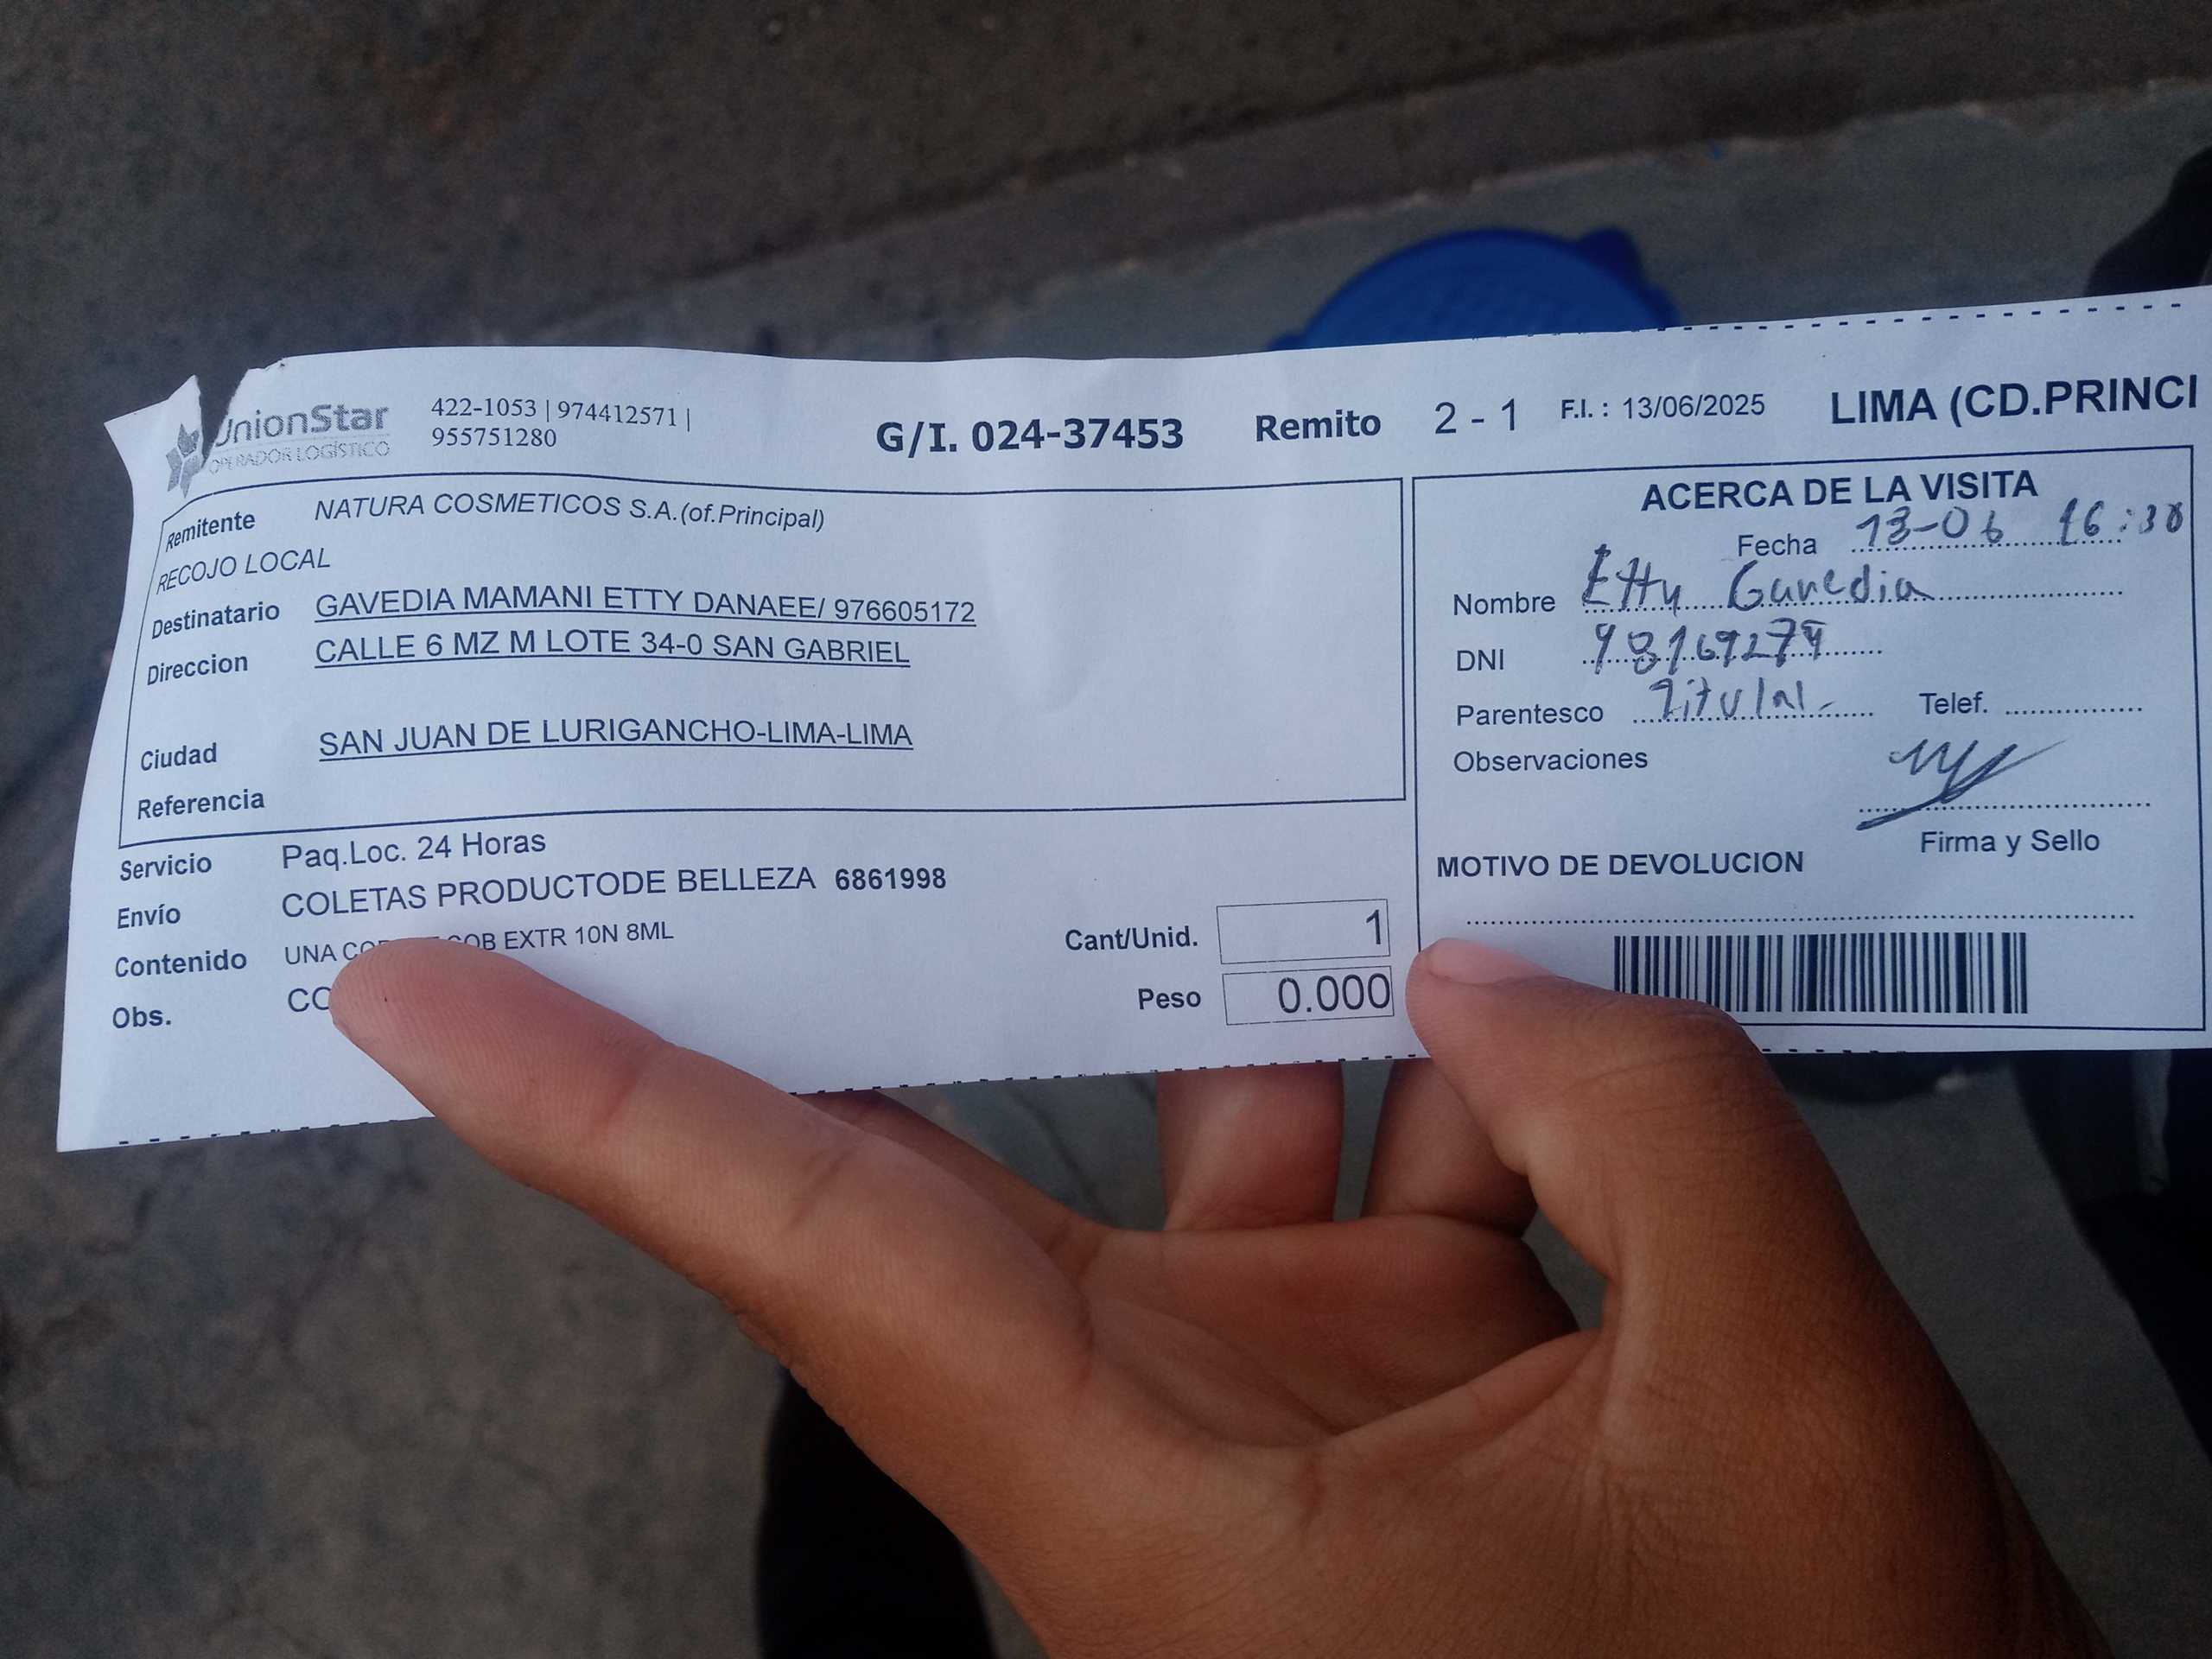 UnionStar
OPERADOR LOGÍSTICO
422-1053 | 974412571 |
955751280
G/I. 024-37453
Remito 2 - 1
F.I. : 13/06/2025
LIMA (CD.PRINCI
Remitente NATURA COSMETICOS S.A.(of.Principal)
RECOJO LOCAL
Destinatario GAVEDIA MAMANI ETTY DANAEE/ 976605172
Direccion CALLE 6 MZ M LOTE 34-0 SAN GABRIEL
Ciudad SAN JUAN DE LURIGANCHO-LIMA-LIMA
Referencia
Servicio Paq.Loc. 24 Horas
Envío COLETAS PRODUCTODE BELLEZA 6861998
Contenido UNA EXTR 10N 8ML
Obs.
Cant/Unid. 1
Peso 0.000
ACERCA DE LA VISITA
Fecha 13-06 16:30
Nombre Etty Gavedia
DNI
Parentesco Titular Telef.
Observaciones
Firma y Sello
MOTIVO DE DEVOLUCION